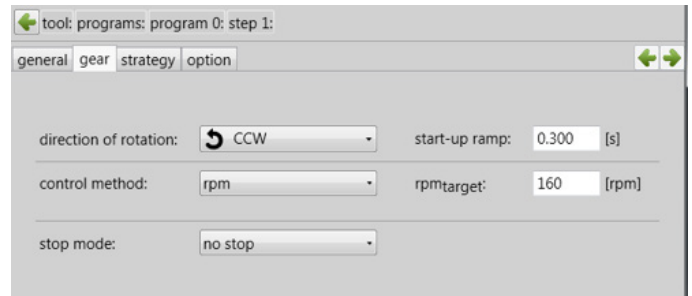 tool: programs: program 0: step 1:
general gear strategy option
direction of rotation: CCW start-up ramp: 0.300 [s]
control method: rpm rpmtarget: 160 [rpm]
stop mode: no stop